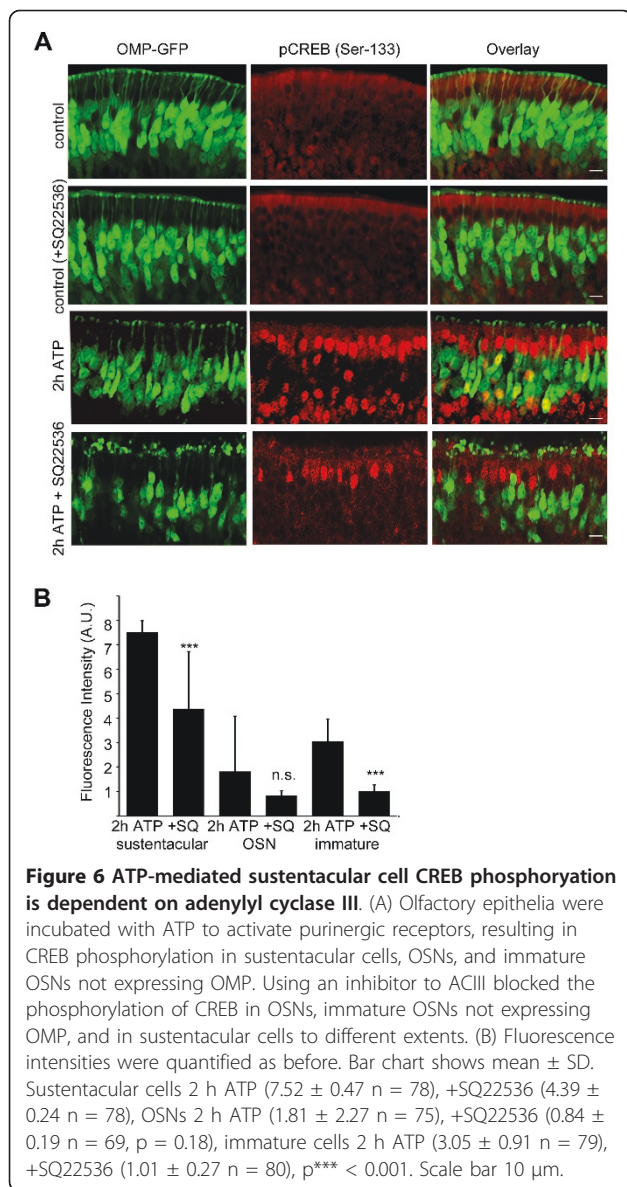 A
OMP-GFP pCREB (Ser-133) Overlay
control
control (+SQ22536)
2h ATP
2h ATP + SQ22536
B
Fluorescence Intensity (A.U.)
8
7
6
5
4
3
2
1
***
n.s.
***
2h ATP +SQ 2h ATP +SQ 2h ATP +SQ
sustentacular OSN immature
Figure 6 ATP-mediated sustentacular cell CREB phosphoryation
is dependent on adenylyl cyclase III. (A) Olfactory epithelia were
incubated with ATP to activate purinergic receptors, resulting in
CREB phosphorylation in sustentacular cells, OSNs, and immature
OSNs not expressing OMP. Using an inhibitor to ACIII blocked the
phosphorylation of CREB in OSNs, immature OSNs not expressing
OMP, and in sustentacular cells to different extents. (B) Fluorescence
intensities were quantified as before. Bar chart shows mean ± SD.
Sustentacular cells 2 h ATP (7.52 ± 0.47 n = 78), +SQ22536 (4.39 ±
0.24 n = 78), OSNs 2 h ATP (1.81 ± 2.27 n = 75), +SQ22536 (0.84 ±
0.19 n = 69, p = 0.18), immature cells 2 h ATP (3.05 ± 0.91 n = 79),
+SQ22536 (1.01 ± 0.27 n = 80), p*** < 0.001. Scale bar 10 μm.